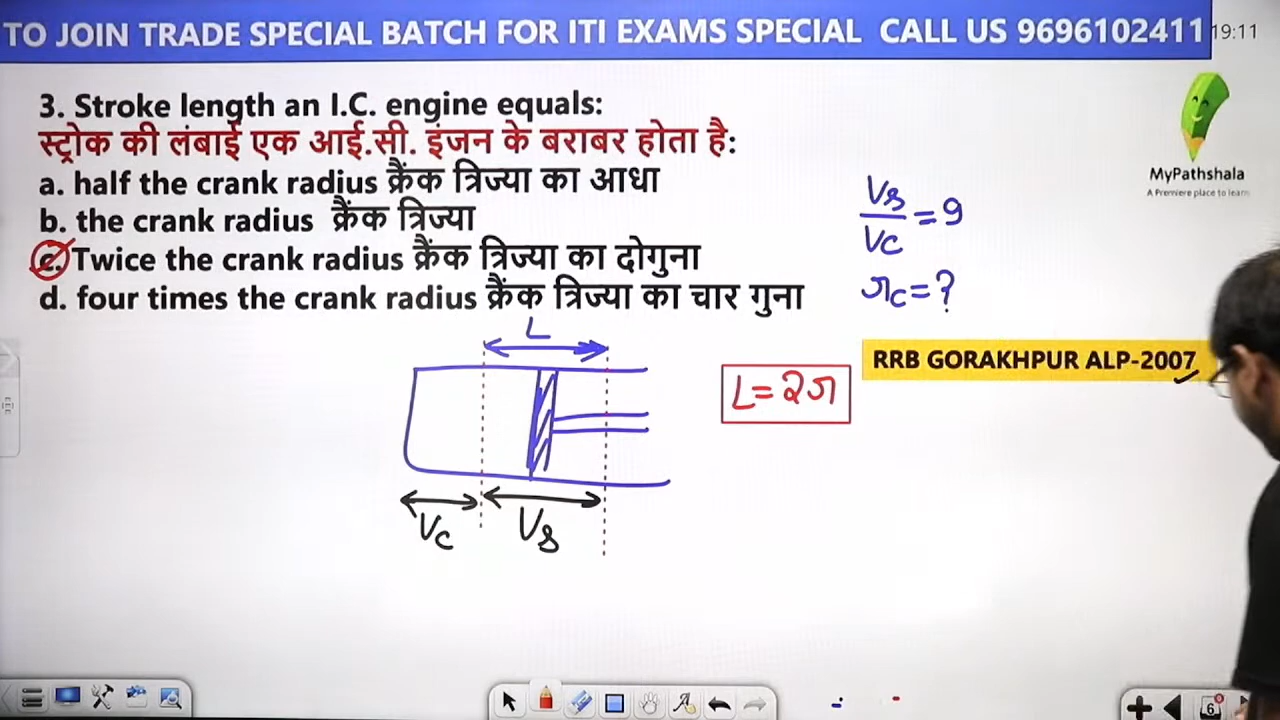 TO JOIN TRADE SPECIAL BATCH FOR ITI EXAMS SPECIAL CALL US 9696102411
19:11
MyPathshala
A Premiere place to learn
3. Stroke length an I.C. engine equals:
स्ट्रोक की लंबाई एक आई.सी. इंजन के बराबर होता है:
a. half the crank radius क्रैंक त्रिज्या का आधा
b. the crank radius क्रैंक त्रिज्या
c. Twice the crank radius क्रैंक त्रिज्या का दोगुना
d. four times the crank radius क्रैंक त्रिज्या का चार गुना
Vs/Vc = 9
rc = ?
RRB GORAKHPUR ALP-2007
L
L = 2r
Vc Vs
6